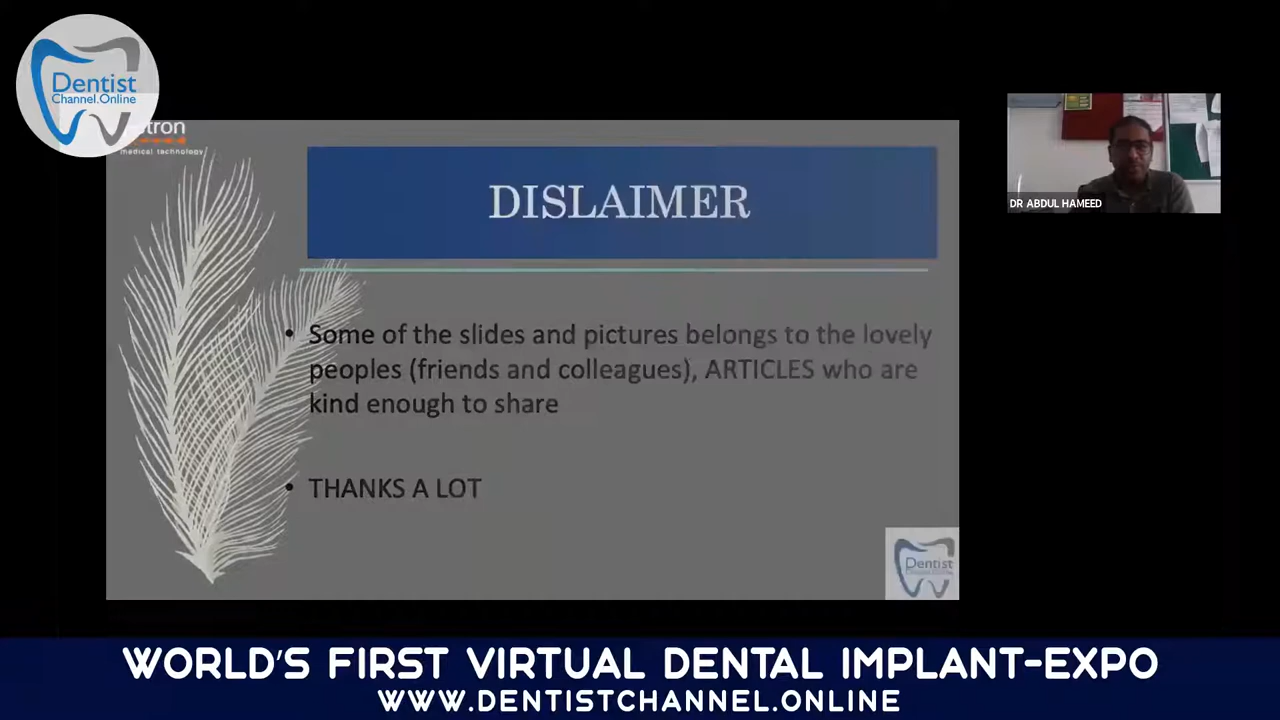 Dentist
Channel.Online
tron
medical technology
DISLAIMER
• Some of the slides and pictures belongs to the lovely
peoples (friends and colleagues), ARTICLES who are
kind enough to share
• THANKS A LOT
DR ABDUL HAMEED
Dentist
Channel.Online
WORLD'S FIRST VIRTUAL DENTAL IMPLANT-EXPO
WWW.DENTISTCHANNEL.ONLINE